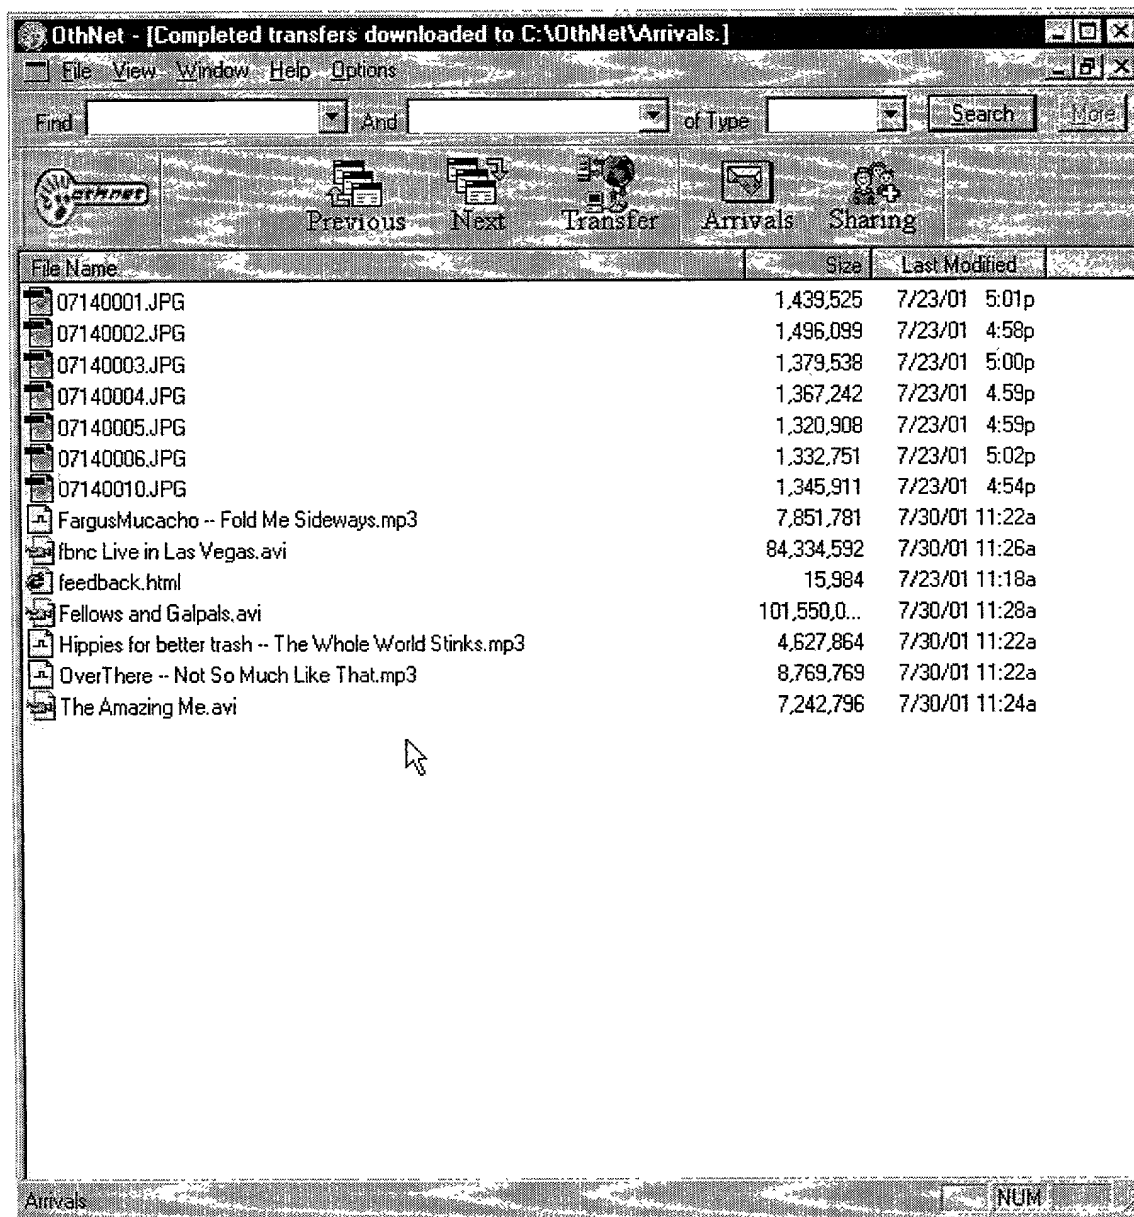 OthNet - [Completed transfers downloaded to C:\OthNet\Arrivals.]
File View Window Help Options
Find And of Type Search More
othnet Previous Next Transfer Arrivals Sharing
File Name Size Last Modified
07140001.JPG 1,439,525 7/23/01 5:01p
07140002.JPG 1,496,099 7/23/01 4:58p
07140003.JPG 1,379,538 7/23/01 5:00p
07140004.JPG 1,367,242 7/23/01 4:59p
07140005.JPG 1,320,908 7/23/01 4:59p
07140006.JPG 1,332,751 7/23/01 5:02p
07140010.JPG 1,345,911 7/23/01 4:54p
FargusMucacho -- Fold Me Sideways.mp3 7,851,781 7/30/01 11:22a
fbnc Live in Las Vegas.avi 84,334,592 7/30/01 11:26a
feedback.html 15,984 7/23/01 11:18a
Fellows and Galpals.avi 101,550,0... 7/30/01 11:28a
Hippies for better trash -- The Whole World Stinks.mp3 4,627,864 7/30/01 11:22a
OverThere -- Not So Much Like That.mp3 8,769,769 7/30/01 11:22a
The Amazing Me.avi 7,242,796 7/30/01 11:24a
Arrivals NUM